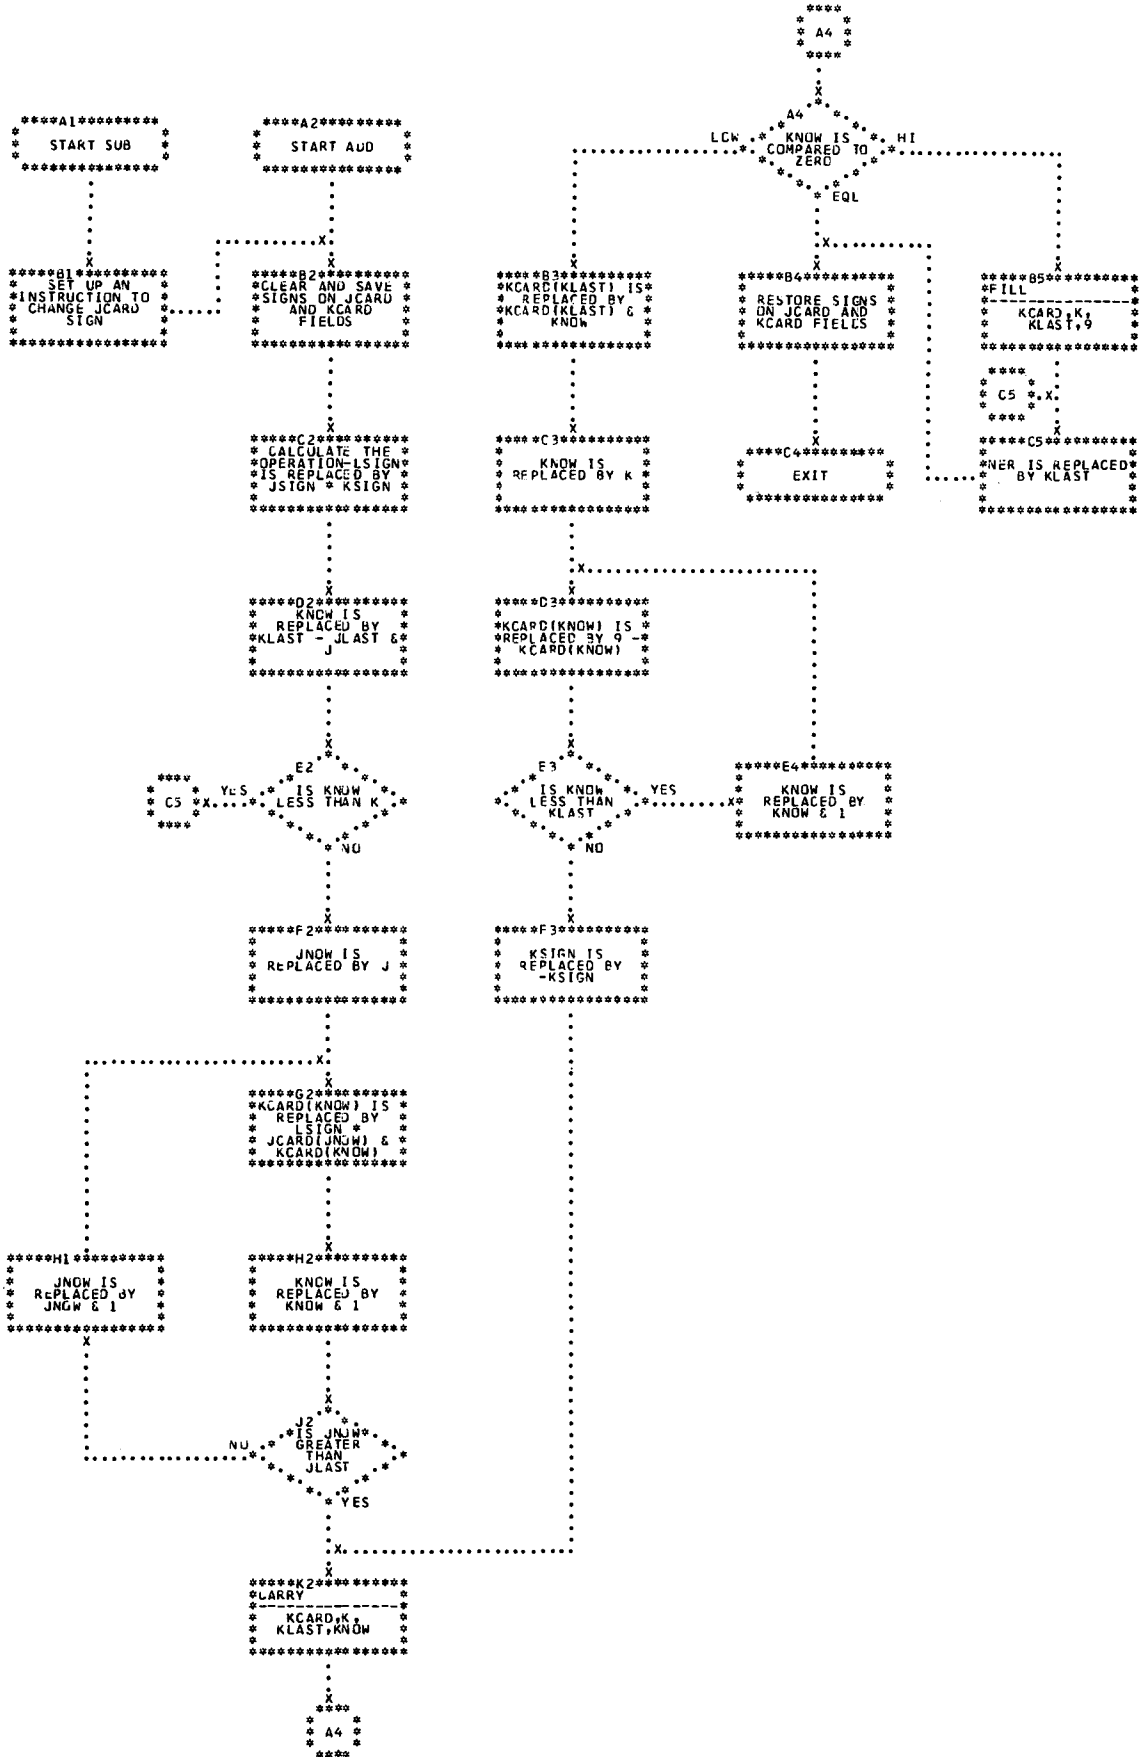 A4
A1
START SUB
A2
START ADD
A4
KNOW IS
COMPARED TO
ZERO
LOW
HI
EQL
B1
SET UP AN
INSTRUCTION TO
CHANGE JCARD
SIGN
B2
CLEAR AND SAVE
SIGNS ON JCARD
AND KCARD
FIELDS
B3
KCARD(KLAST) IS
REPLACED BY
KCARD(KLAST) &
KNOW
B4
RESTORE SIGNS
ON JCARD AND
KCARD FIELDS
B5
FILL
KCARD,K,
KLAST,9
C5
C2
CALCULATE THE
OPERATION-LSIGN
IS REPLACED BY
JSIGN * KSIGN
C3
KNOW IS
REPLACED BY K
C4
EXIT
C5
NER IS REPLACED
BY KLAST
D2
KNOW IS
REPLACED BY
KLAST - JLAST &
J
D3
KCARD(KNOW) IS
REPLACED BY 9 -
KCARD(KNOW)
C5
YES
E2
IS KNOW
LESS THAN K
NO
E3
IS KNOW
LESS THAN
KLAST
YES
NO
E4
KNOW IS
REPLACED BY
KNOW & 1
F2
JNOW IS
REPLACED BY J
F3
KSIGN IS
REPLACED BY
-KSIGN
G2
KCARD(KNOW) IS
REPLACED BY
LSIGN *
JCARD(JNOW) &
KCARD(KNOW)
H1
JNOW IS
REPLACED BY
JNOW & 1
H2
KNOW IS
REPLACED BY
KNOW & 1
J2
IS JNOW
GREATER
THAN
JLAST
NO
YES
K2
CARRY
KCARD,K,
KLAST,KNOW
A4